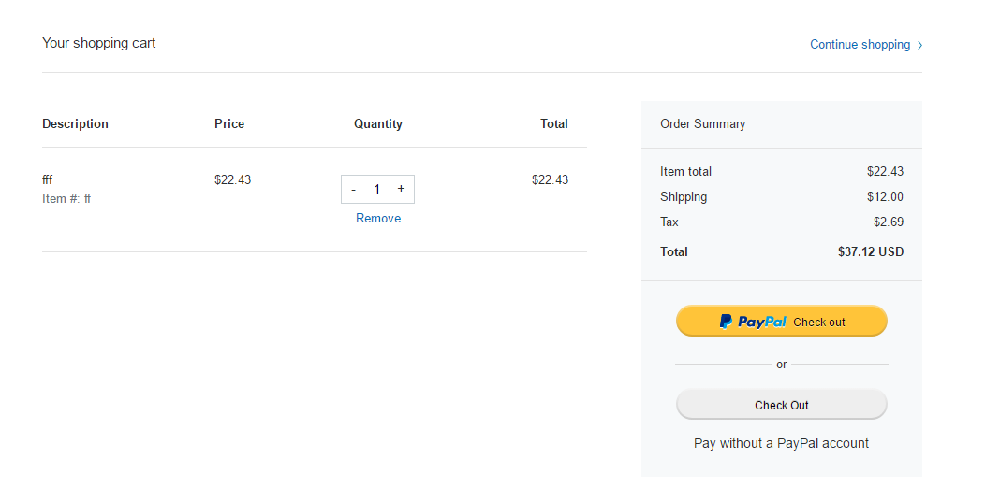 Your shopping cart
Continue shopping >
Description Price Quantity Total
fff $22.43 - 1 + $22.43
Item #: ff
Remove
Order Summary
Item total $22.43
Shipping $12.00
Tax $2.69
Total $37.12 USD
PayPal Check out
or
Check Out
Pay without a PayPal account